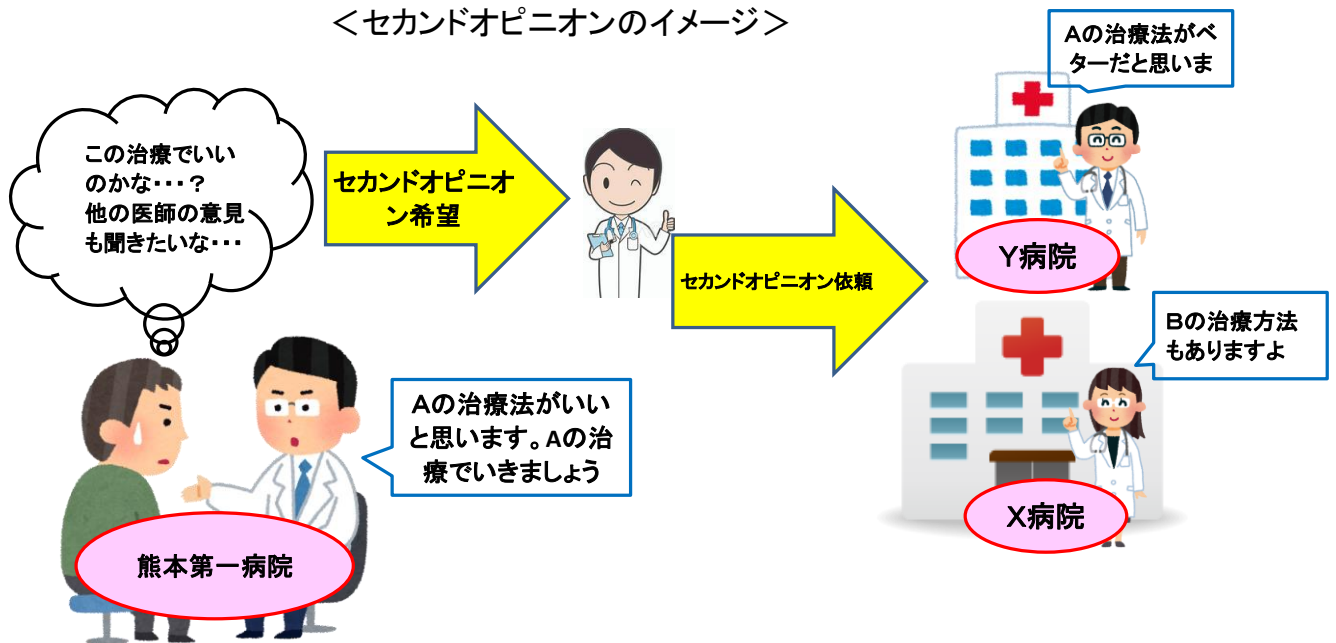 ＜セカンドオピニオンのイメージ＞
この治療でいい
のかな・・・？
他の医師の意見
も聞きたいな・・・
セカンドオピニオ
ン希望
セカンドオピニオン依頼
Ａの治療法がベ
ターだと思いま
Ｙ病院
Ｂの治療方法
もありますよ
Ｘ病院
Ａの治療法がいい
と思います。Aの治
療でいきましょう
熊本第一病院